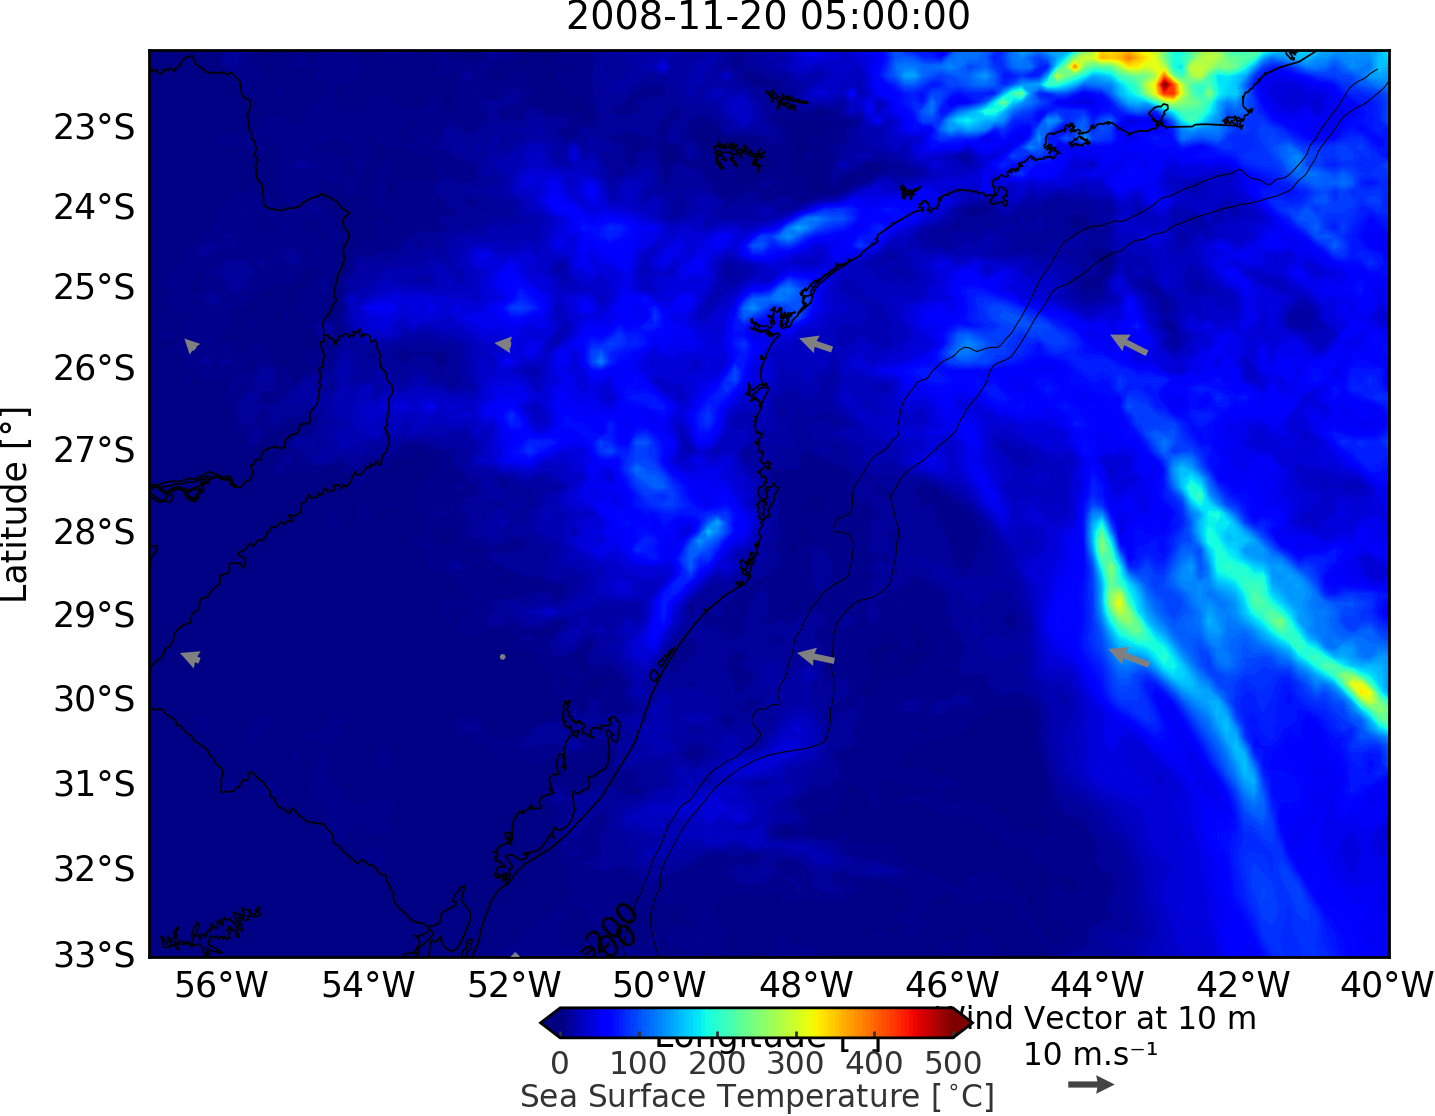 2008-11-20 05:00:00
23°S
24°S
25°S
26°S
27°S
28°S
29°S
30°S
31°S
32°S
33°S
Latitude [°]
200
56°W 54°W 52°W 50°W 48°W 46°W 44°W 42°W 40°W
Longitude [°]
Wind Vector at 10 m
10 m.s⁻¹
0 100 200 300 400 500
Sea Surface Temperature [°C]